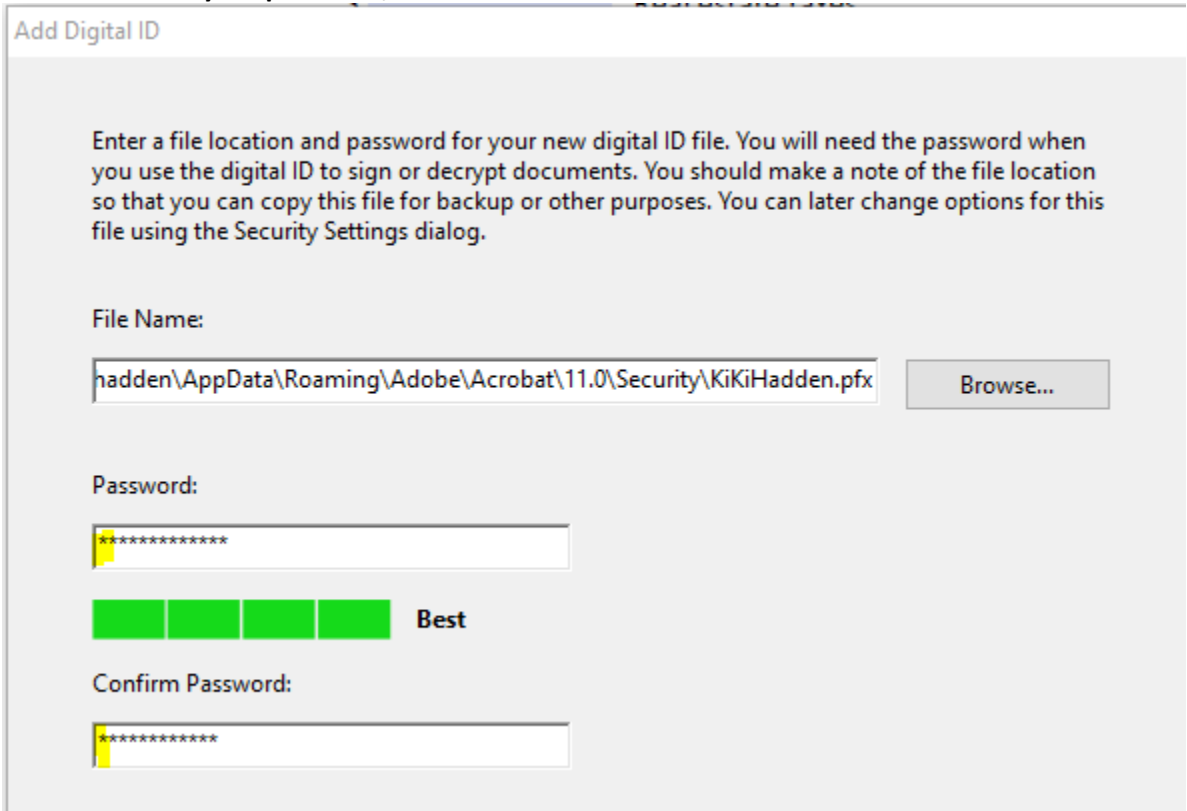 Add Digital ID
Enter a file location and password for your new digital ID file. You will need the password when
you use the digital ID to sign or decrypt documents. You should make a note of the file location
so that you can copy this file for backup or other purposes. You can later change options for this
file using the Security Settings dialog.
File Name:
hadden\AppData\Roaming\Adobe\Acrobat\11.0\Security\KiKiHadden.pfx
Browse...
Password:
*************
Best
Confirm Password:
************